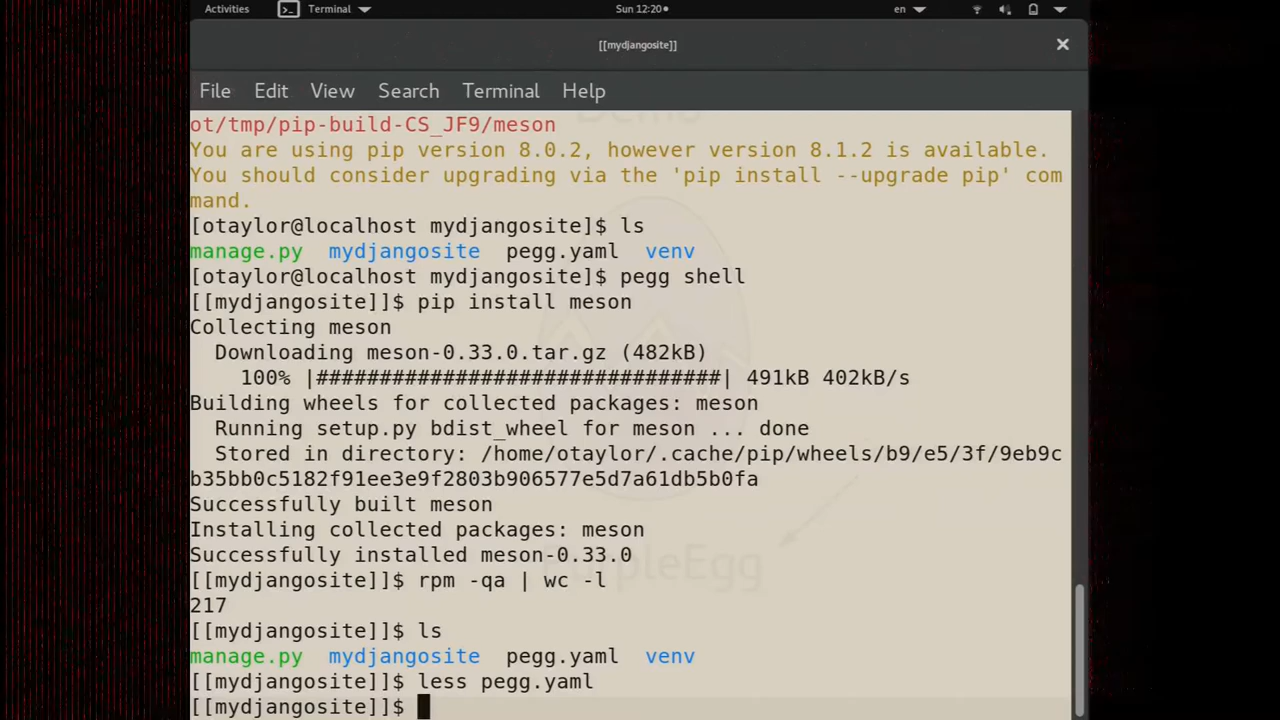 Activities Terminal Sun 12:20 en
[[mydjangosite]]
File Edit View Search Terminal Help
ot/tmp/pip-build-CS_JF9/meson
You are using pip version 8.0.2, however version 8.1.2 is available.
You should consider upgrading via the 'pip install --upgrade pip' com
mand.
[otaylor@localhost mydjangosite]$ ls
manage.py mydjangosite pegg.yaml venv
[otaylor@localhost mydjangosite]$ pegg shell
[[mydjangosite]]$ pip install meson
Collecting meson
Downloading meson-0.33.0.tar.gz (482kB)
100% |################################| 491kB 402kB/s
Building wheels for collected packages: meson
Running setup.py bdist_wheel for meson ... done
Stored in directory: /home/otaylor/.cache/pip/wheels/b9/e5/3f/9eb9c
b35bb0c5182f91ee3e9f2803b906577e5d7a61db5b0fa
Successfully built meson
Installing collected packages: meson
Successfully installed meson-0.33.0
[[mydjangosite]]$ rpm -qa | wc -l
217
[[mydjangosite]]$ ls
manage.py mydjangosite pegg.yaml venv
[[mydjangosite]]$ less pegg.yaml
[[mydjangosite]]$
Demo
PurpleEgg